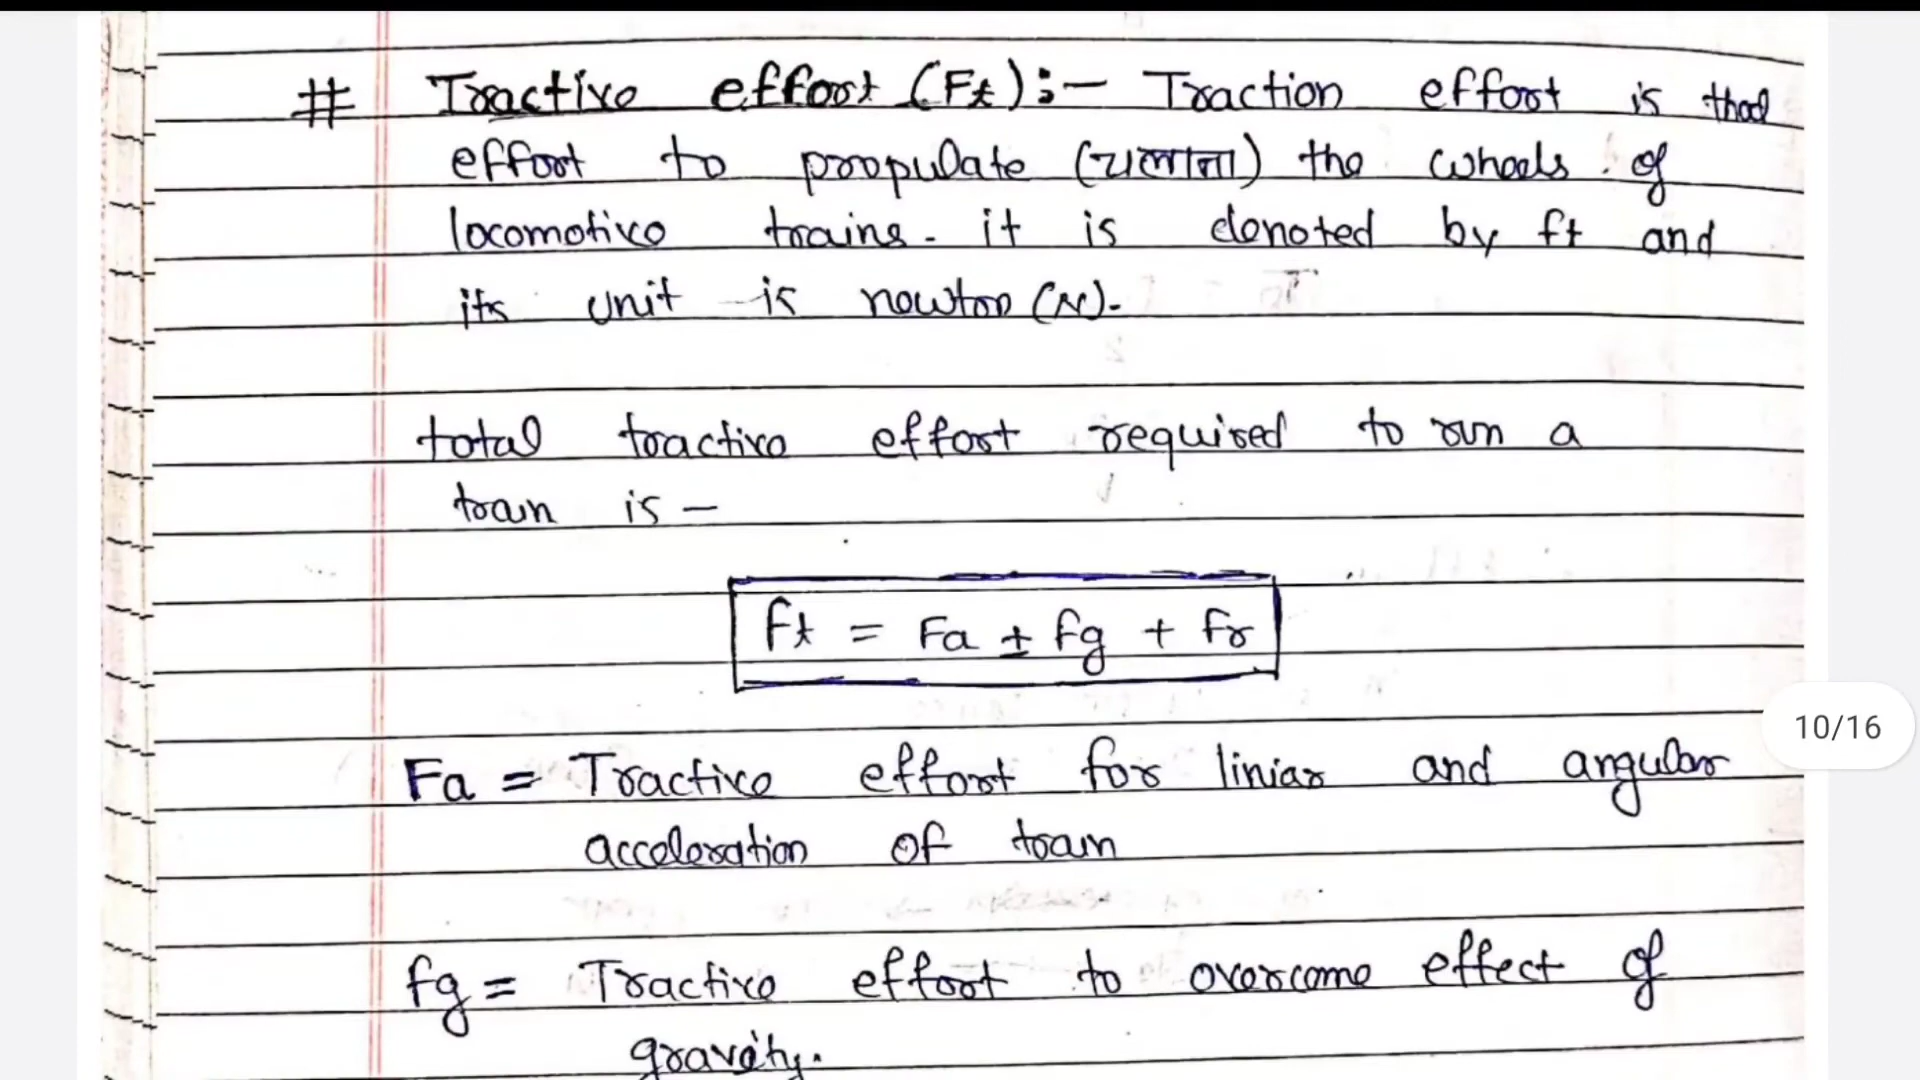 # Tractive effort (Ft):- Traction effort is that
effort to propulate (चलाना) the wheels of
locomotive trains. it is denoted by ft and
its unit is newton (N).
total tractive effort required to run a
train is -
Ft = Fa ± Fg + Fr
Fa = Tractive effort for liniar and angular
acceleration of train
10/16
fg = Tractive effort to overcome effect of
gravity.